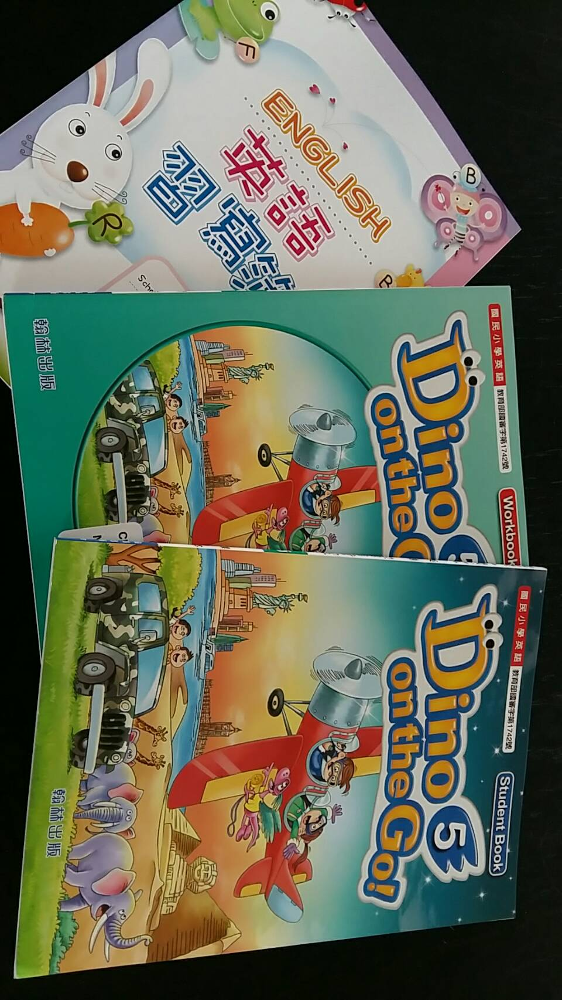 F
B
R
B
ENGLISH
英語
習寫簿
國民小學英語 教育部國審字第1742號
Workbook
Dino
on the
翰林出版
國民小學英語 教育部國審字第1742號
Student Book
Dino 5
on the Go!
翰林出版